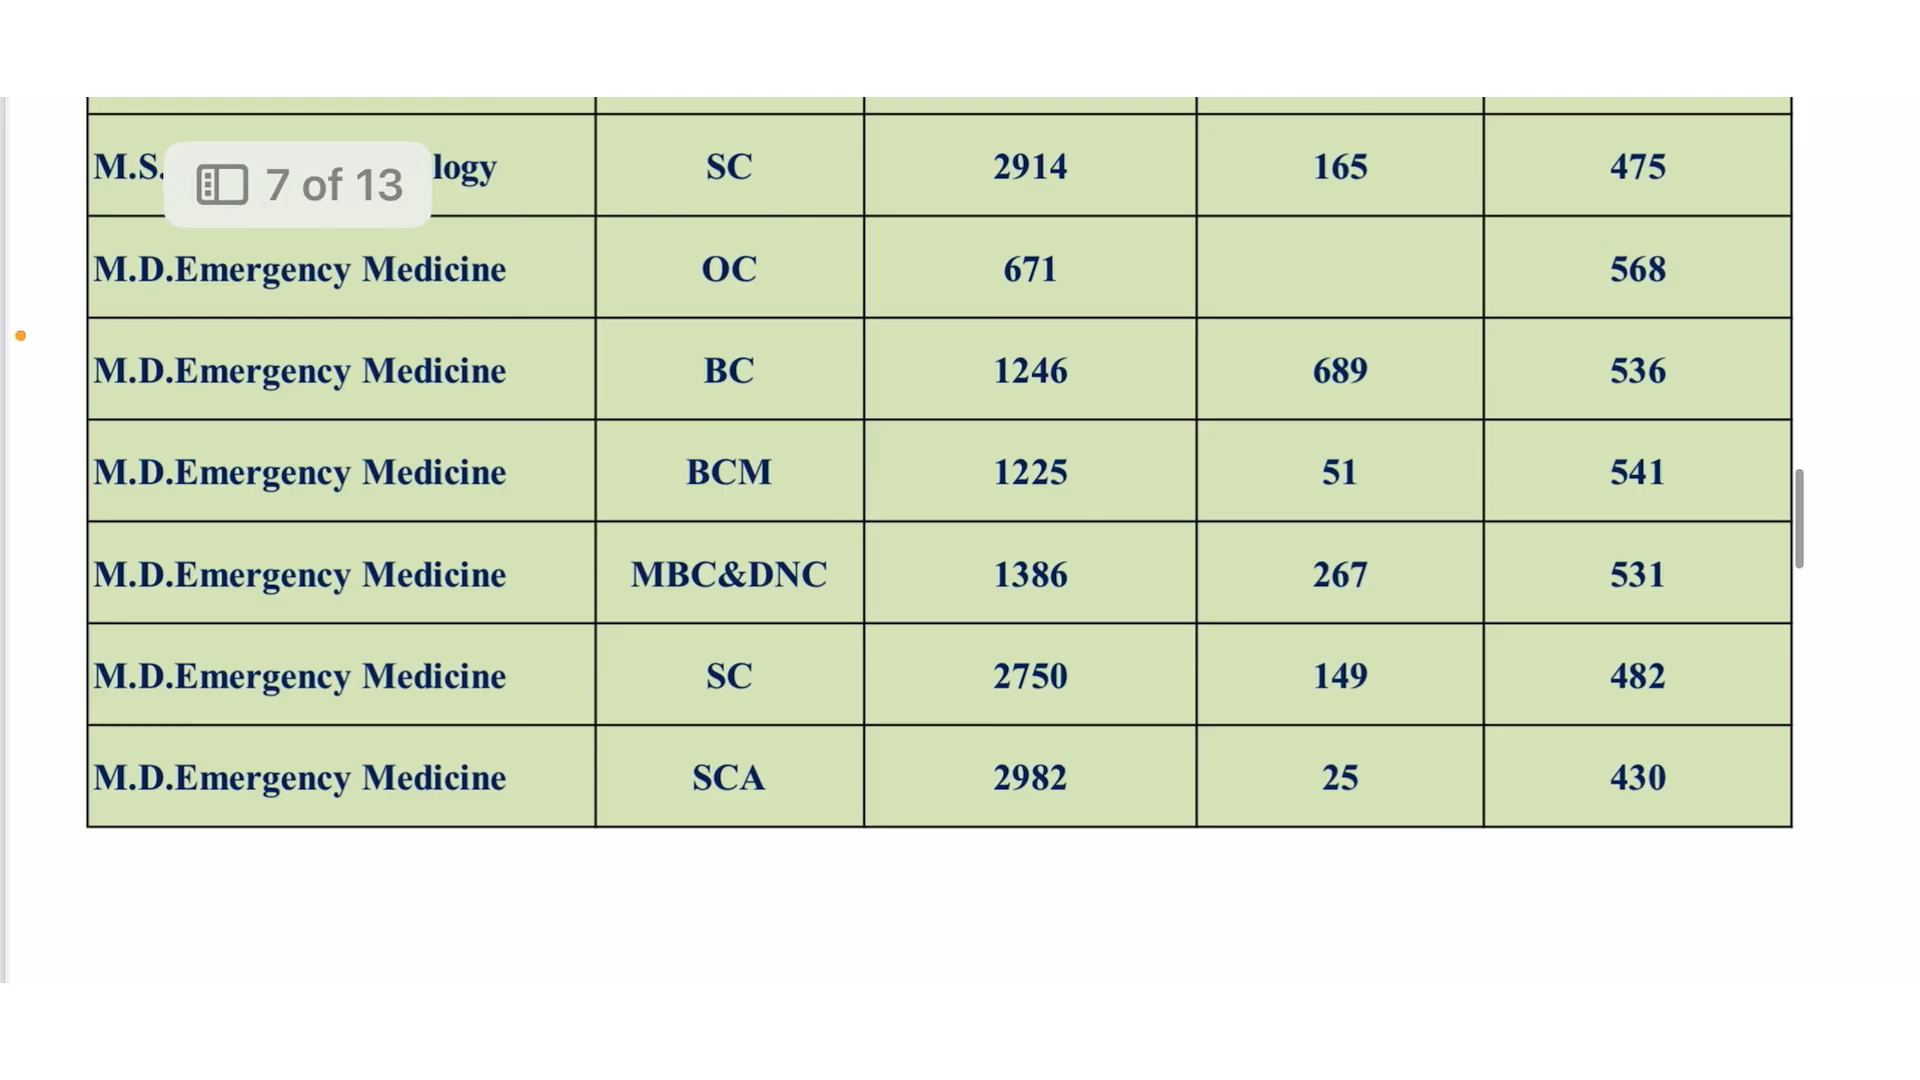 M.S. logy SC 2914 165 475
7 of 13
M.D.Emergency Medicine OC 671 568
M.D.Emergency Medicine BC 1246 689 536
M.D.Emergency Medicine BCM 1225 51 541
M.D.Emergency Medicine MBC&DNC 1386 267 531
M.D.Emergency Medicine SC 2750 149 482
M.D.Emergency Medicine SCA 2982 25 430